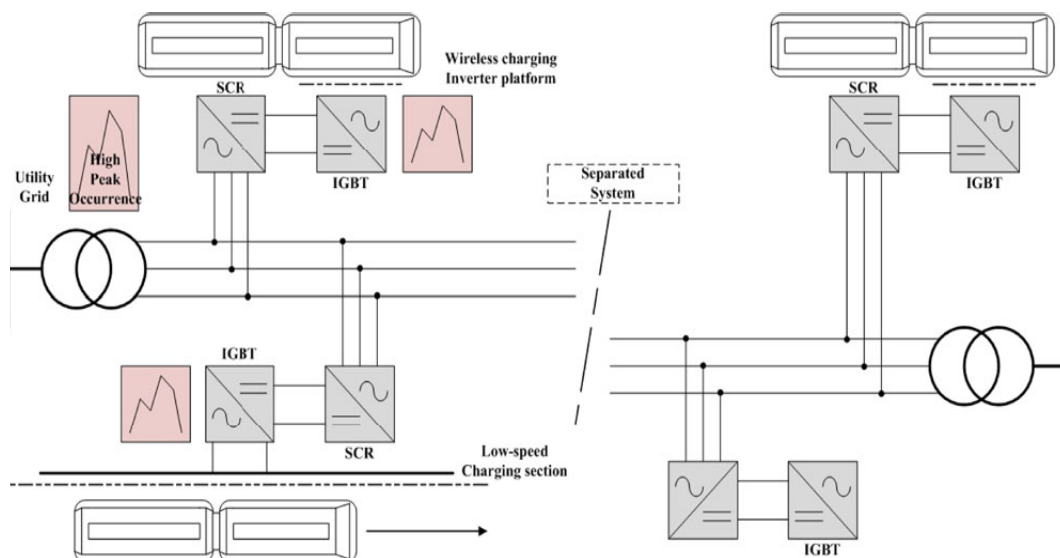 Wireless charging
Inverter platform
SCR
SCR
High
Peak
Occurrence
Utility
Grid
IGBT
IGBT
Separated
System
IGBT
SCR
Low-speed
Charging section
IGBT